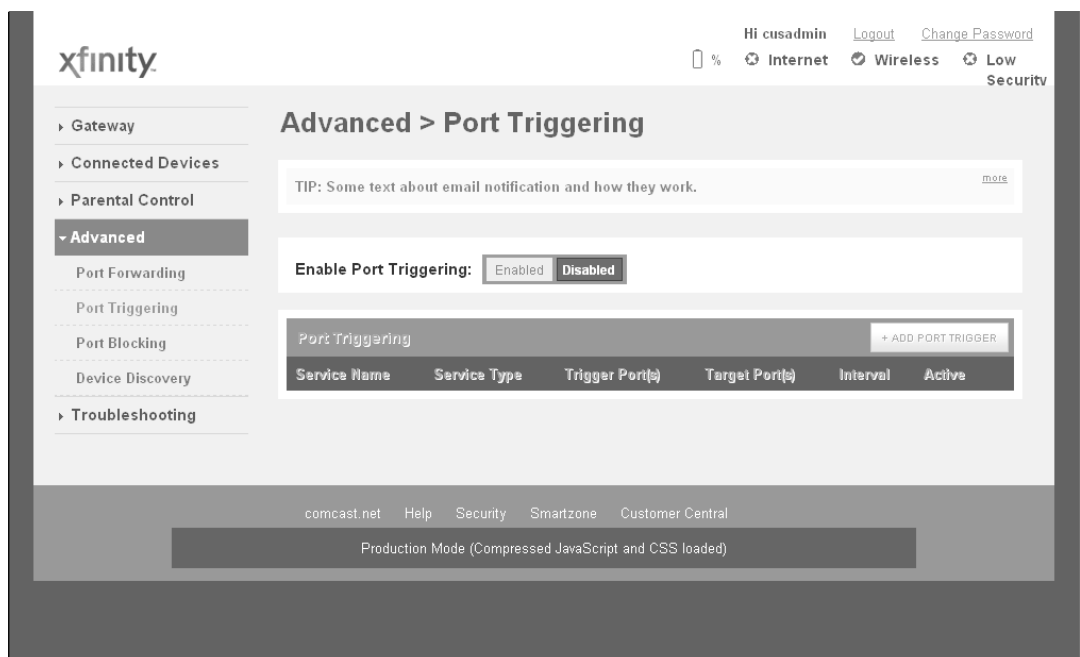 Hi cusadmin Logout Change Password
xfinity.
% Internet Wireless Low Security
Gateway
Connected Devices
Parental Control
Advanced
Port Forwarding
Port Triggering
Port Blocking
Device Discovery
Troubleshooting
Advanced > Port Triggering
TIP: Some text about email notification and how they work. more
Enable Port Triggering: Enabled Disabled
Port Triggering + ADD PORT TRIGGER
Service Name Service Type Trigger Port(s) Target Port(s) Interval Active
comcast.net Help Security Smartzone Customer Central
Production Mode (Compressed JavaScript and CSS loaded)